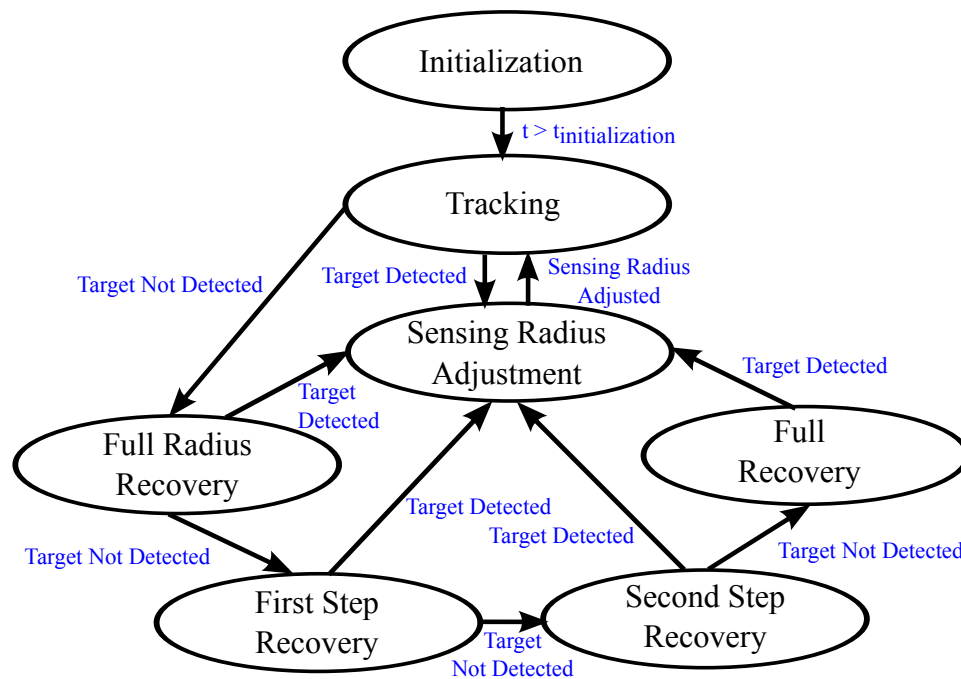 Initialization
t > tinitialization
Tracking
Target Not Detected
Target Detected
Sensing Radius
Adjusted
Sensing Radius
Adjustment
Target
Detected
Target Detected
Full Radius
Recovery
Full
Recovery
Target Detected
Target Detected
Target Not Detected
Target Not Detected
First Step
Recovery
Target
Not Detected
Second Step
Recovery